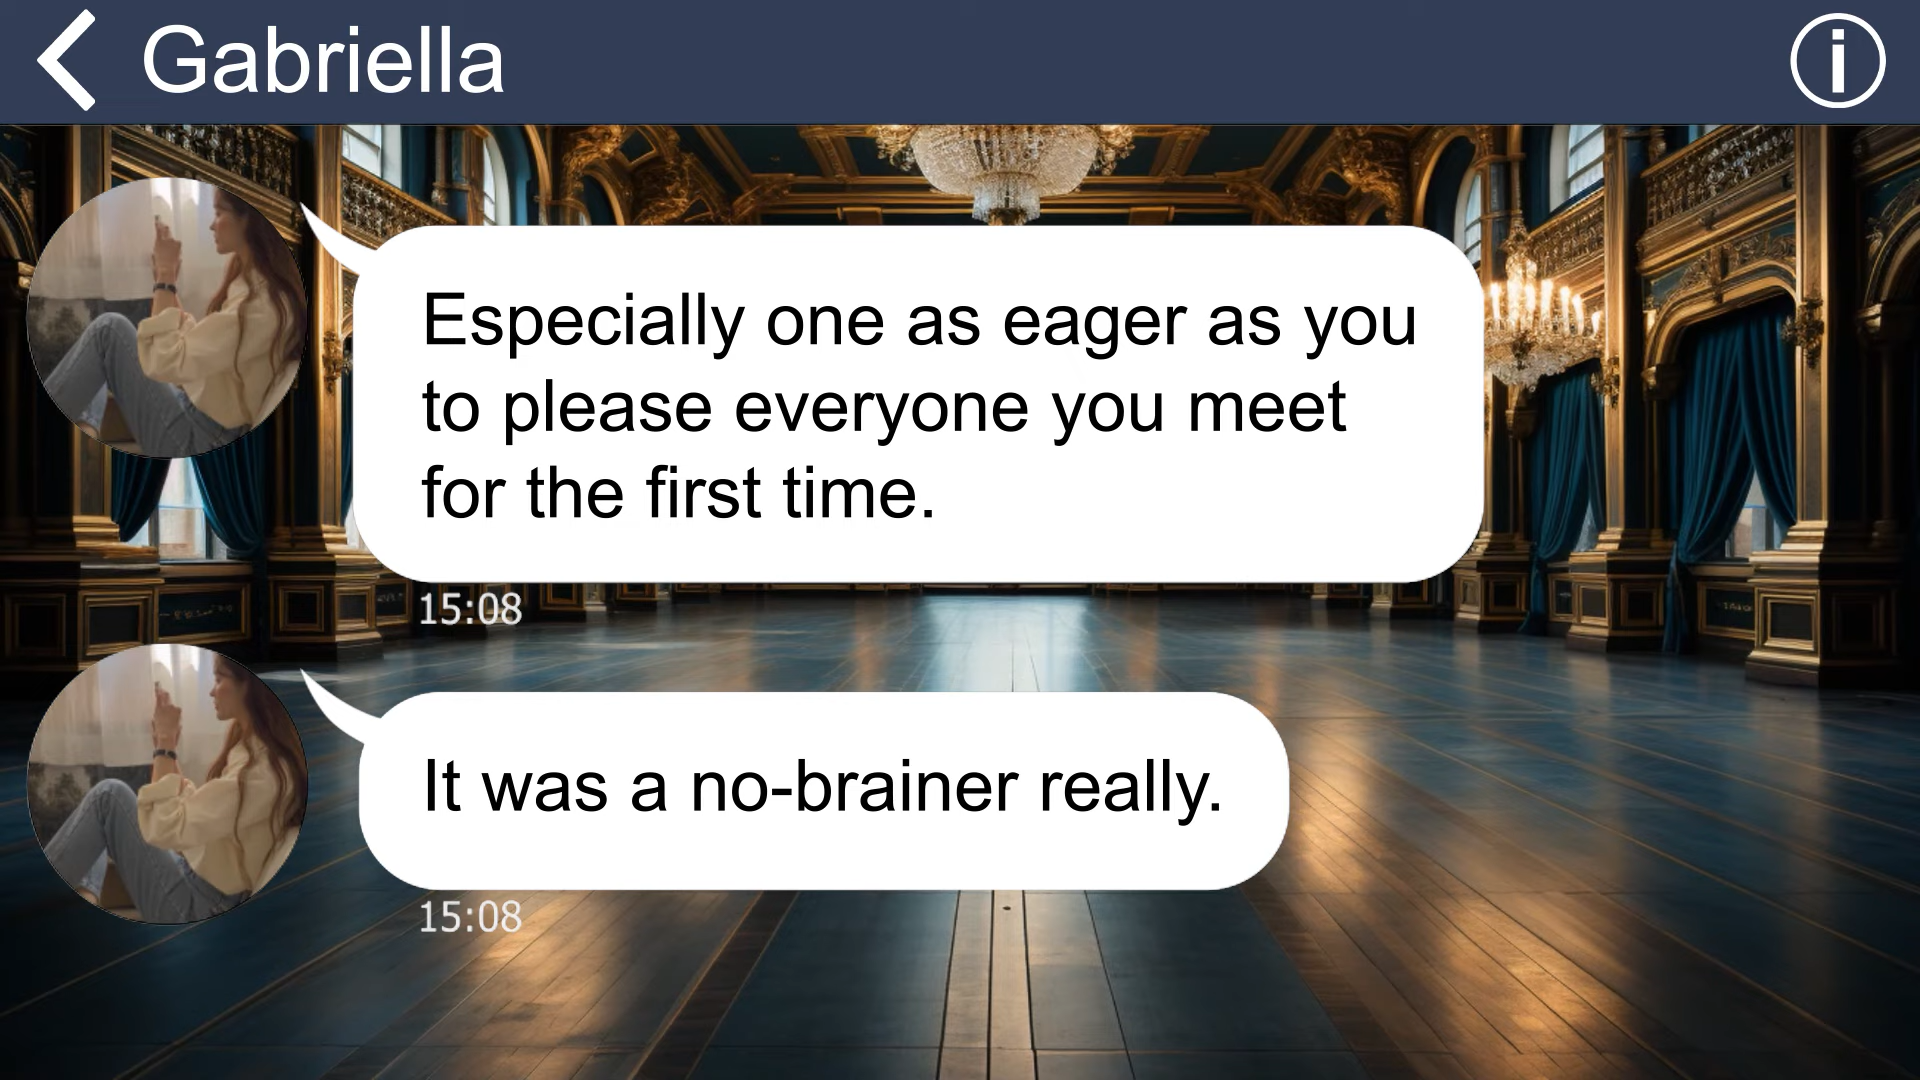 Gabriella
Especially one as eager as you
to please everyone you meet
for the first time.
15:08
It was a no-brainer really.
15:08